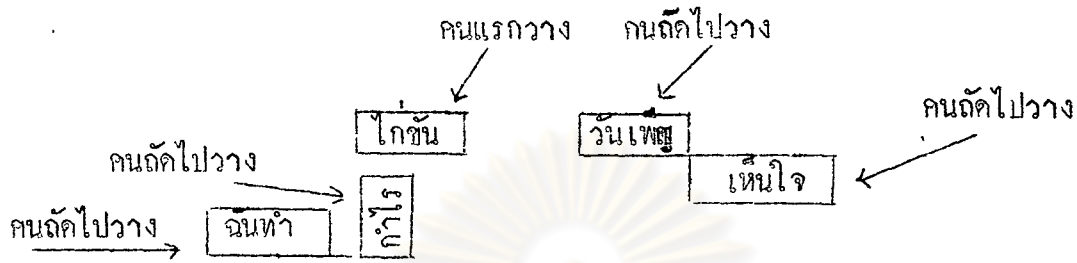 คนแรกวาง คนถัดไปวาง
คนถัดไปวาง
ไก่ขัน วันเพ็ญ
คนถัดไปวาง เห็นใจ
กำไร
คนถัดไปวาง ฉันทำ